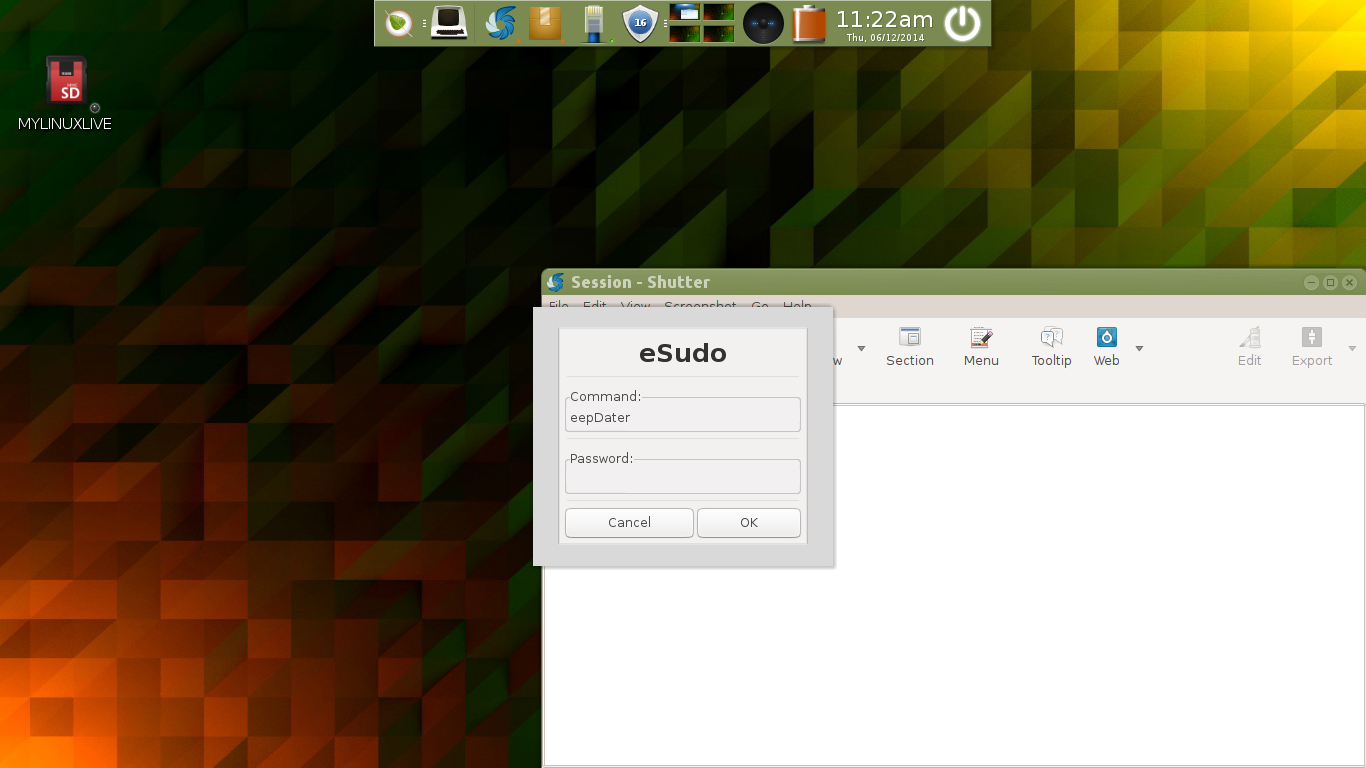 16
11:22am
Thu, 06/12/2014
SD
MYLINUXLIVE
Session - Shutter
File Edit View Screenshot Go Help
Section Menu Tooltip Web Edit Export
eSudo
Command:
eepDater
Password:
Cancel OK